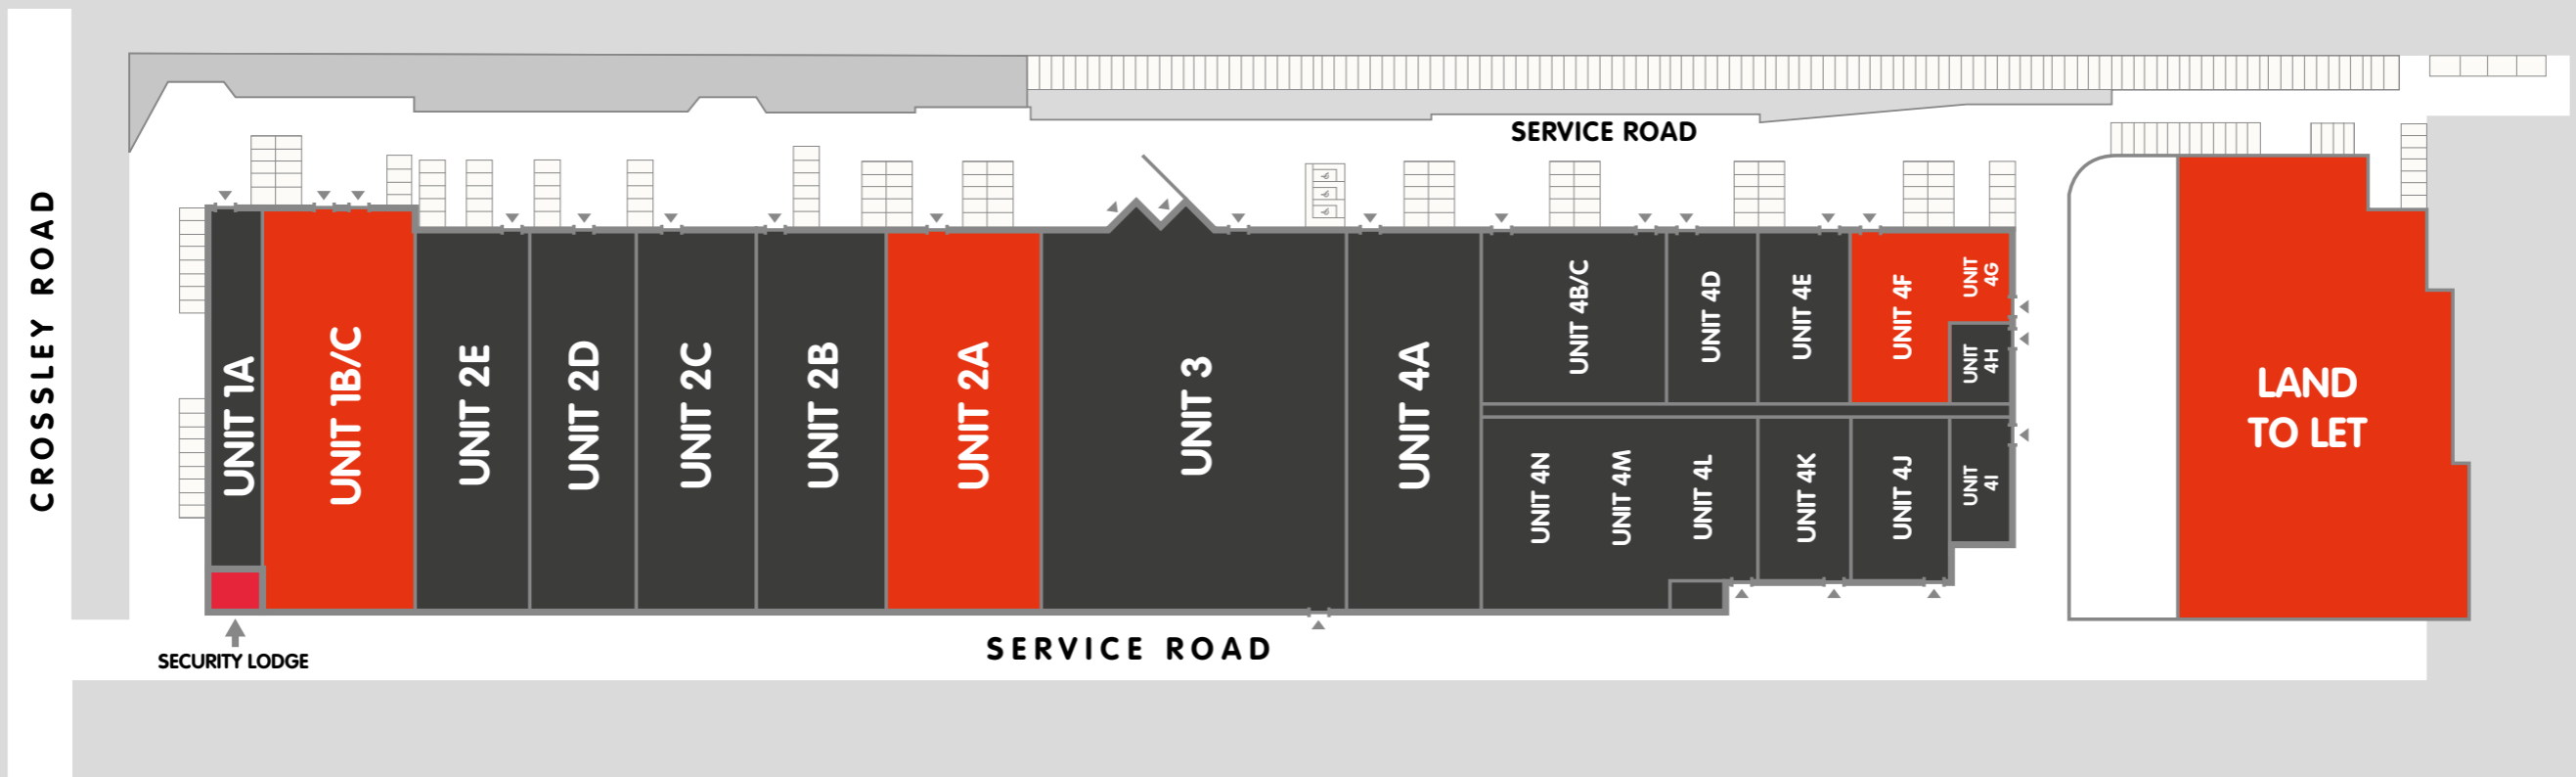 SERVICE ROAD
CROSSLEY ROAD
UNIT 1A
UNIT 1B/C
UNIT 2E
UNIT 2D
UNIT 2C
UNIT 2B
UNIT 2A
UNIT 3
UNIT 4A
UNIT 4B/C
UNIT 4D
UNIT 4E
UNIT 4F
UNIT
4G
UNIT
4H
UNIT 4N
UNIT 4M
UNIT 4L
UNIT 4K
UNIT 4J
UNIT
4I
LAND
TO LET
SERVICE ROAD
SECURITY LODGE